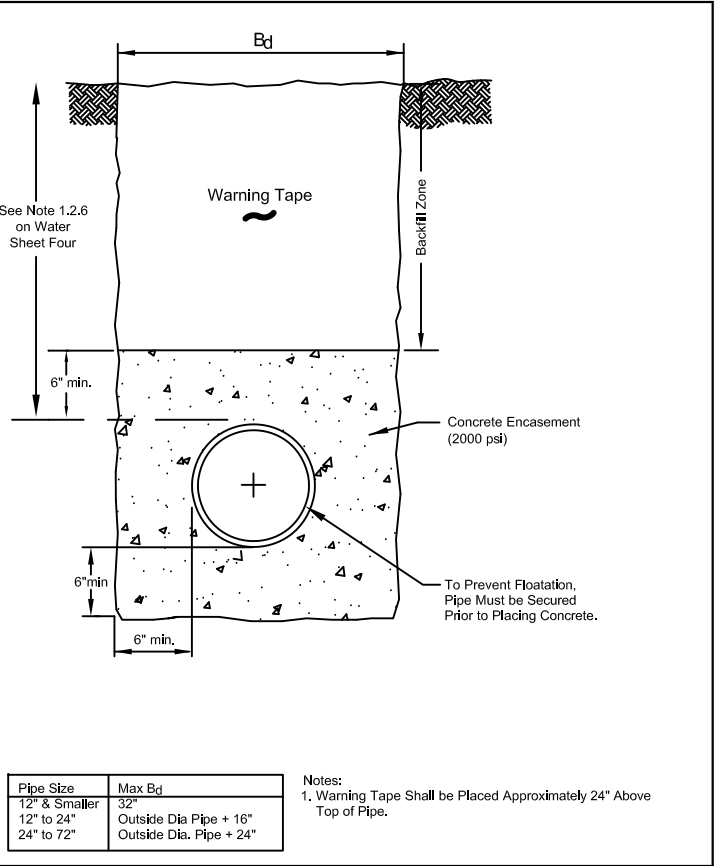 Bd
See Note 1.2.6
on Water
Sheet Four
Warning Tape
Backfill Zone
6" min.
Concrete Encasement
(2000 psi)
6"min
6" min.
To Prevent Floatation,
Pipe Must be Secured
Prior to Placing Concrete.
Pipe Size Max Bd
12" & Smaller 32"
12" to 24" Outside Dia Pipe + 16"
24" to 72" Outside Dia. Pipe + 24"
Notes:
1. Warning Tape Shall be Placed Approximately 24" Above
Top of Pipe.